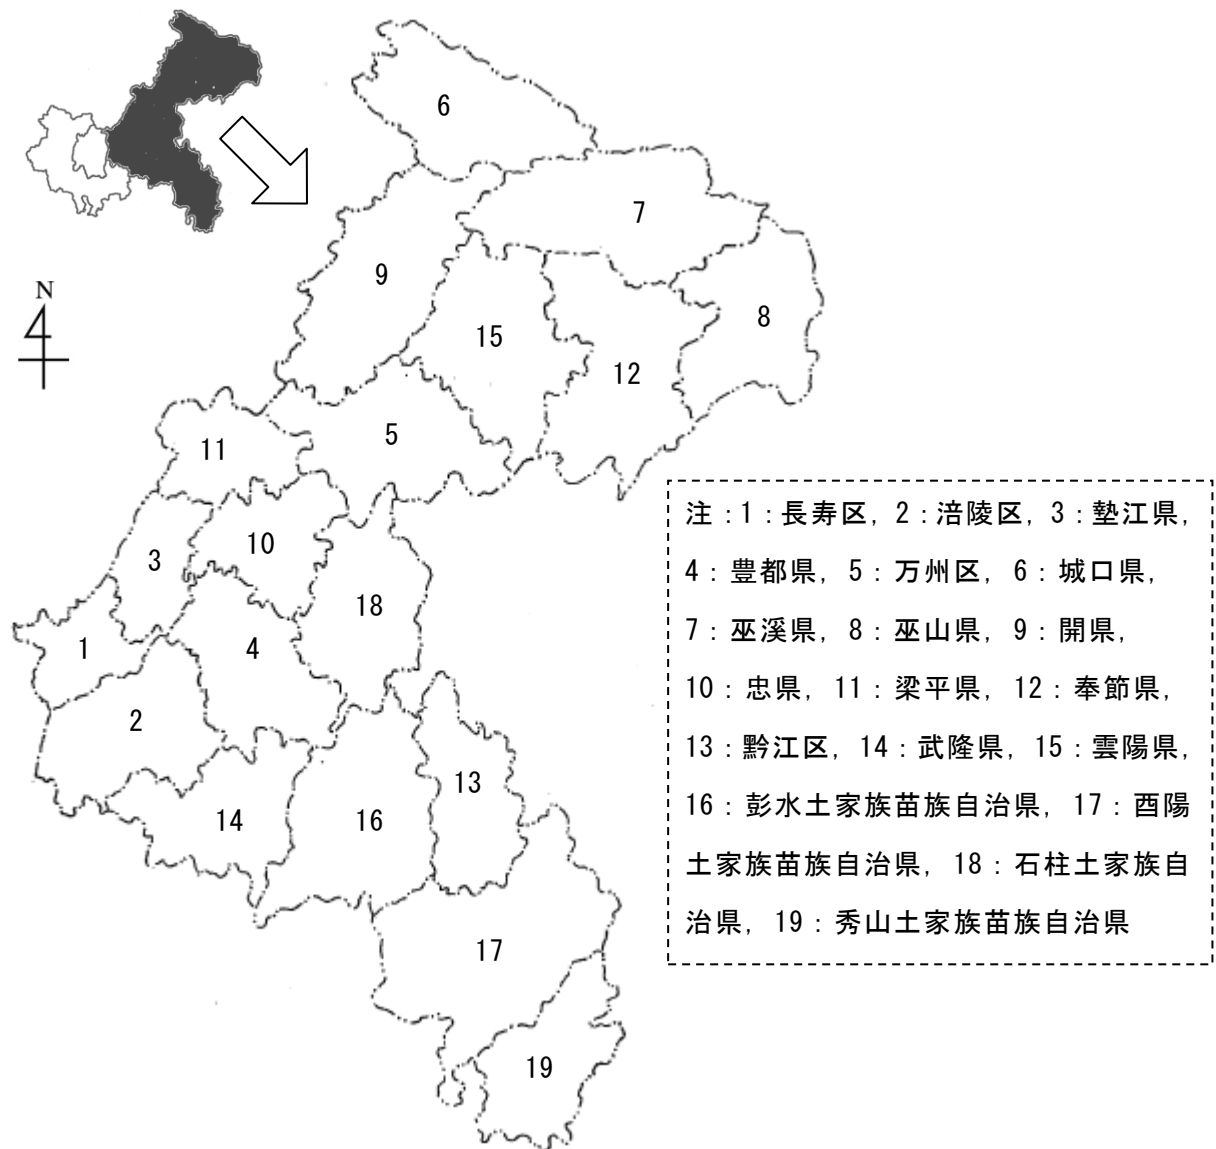 6
N
7
9
8
15
12
5
11
10
3
18
1
4
2
13
14
16
17
19
注：1：長寿区，2：涪陵区，3：墊江県，
4：豊都県，5：万州区，6：城口県，
7：巫溪県，8：巫山県，9：開県，
10：忠県，11：梁平県，12：奉節県，
13：黔江区，14：武隆県，15：雲陽県，
16：彭水土家族苗族自治県，17：酉陽
土家族苗族自治県，18：石柱土家族自
治県，19：秀山土家族苗族自治県